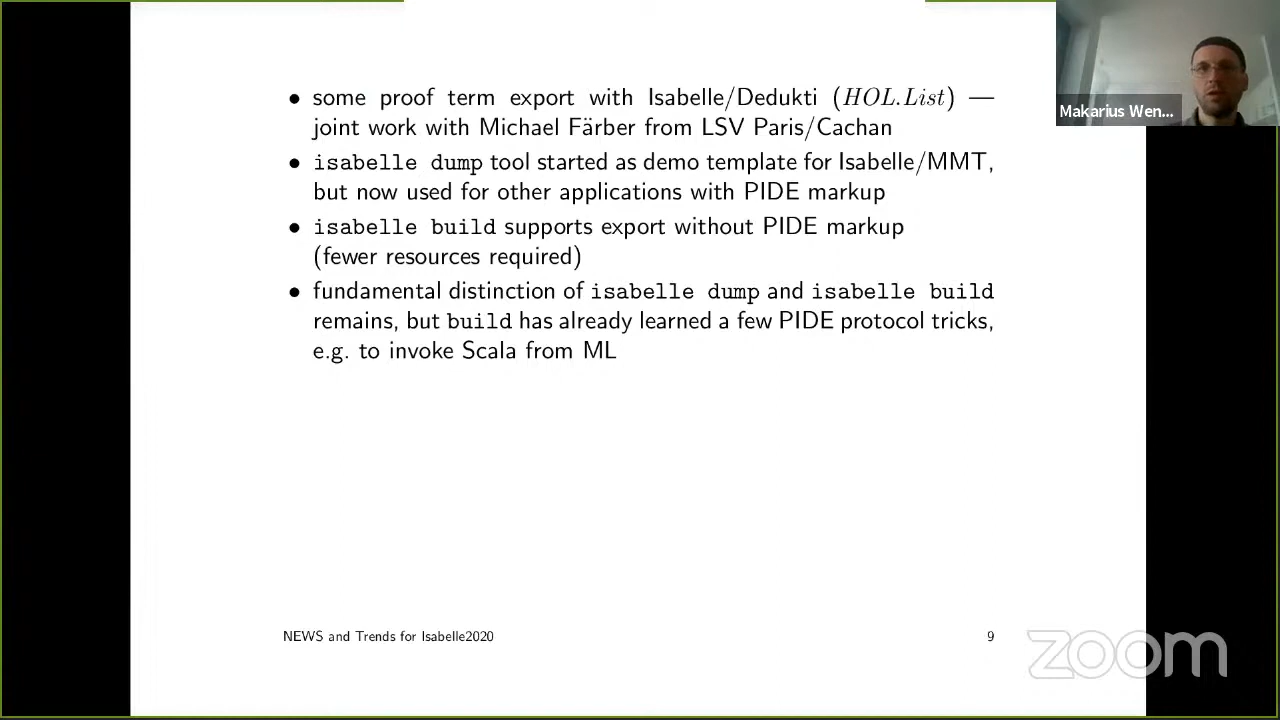 • some proof term export with Isabelle/Dedukti (HOL.List) —
joint work with Michael Färber from LSV Paris/Cachan
• isabelle dump tool started as demo template for Isabelle/MMT,
but now used for other applications with PIDE markup
• isabelle build supports export without PIDE markup
(fewer resources required)
• fundamental distinction of isabelle dump and isabelle build
remains, but build has already learned a few PIDE protocol tricks,
e.g. to invoke Scala from ML
Makarius Wen...
NEWS and Trends for Isabelle2020
9
zoom